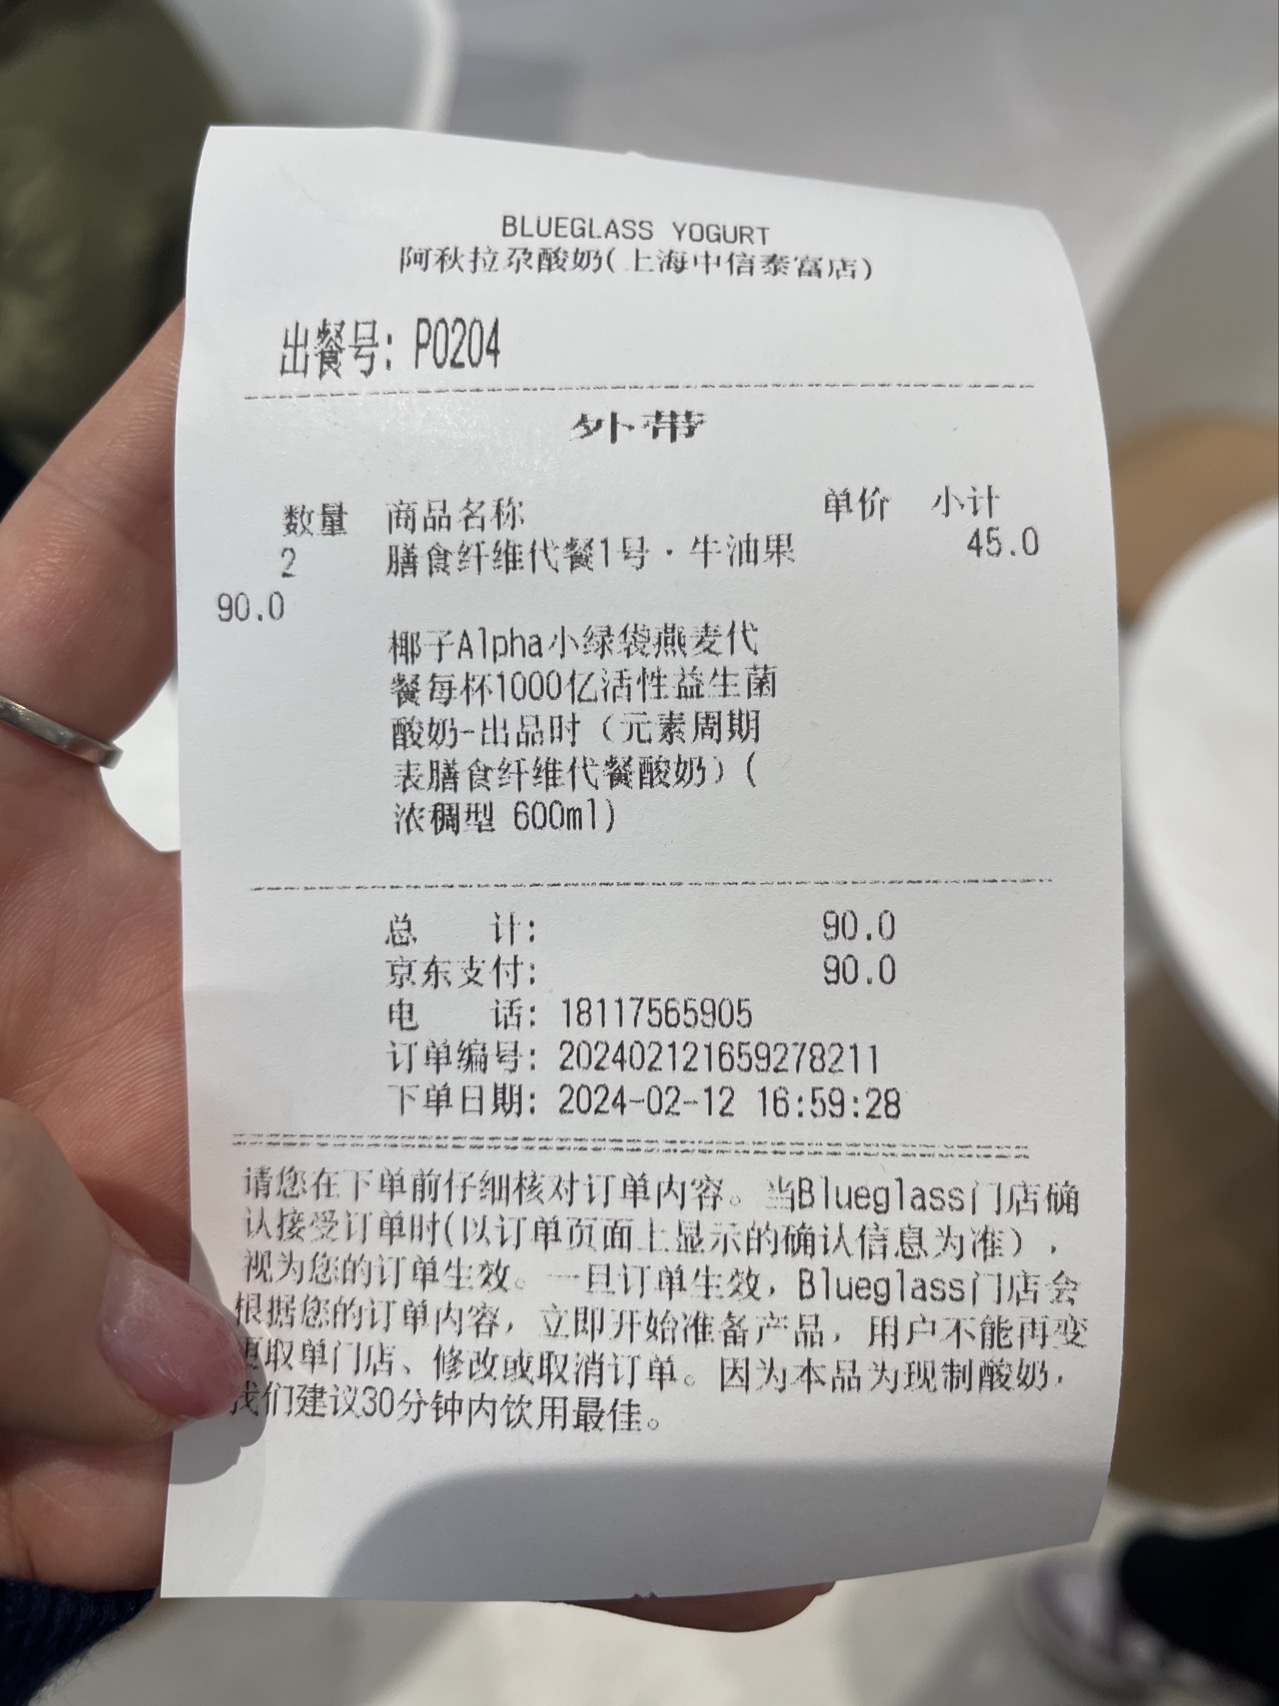 BLUEGLASS YOGURT
阿秋拉尕酸奶(上海中信泰富店)
出餐号: P0204
外带
数量 商品名称 单价 小计
2 膳食纤维代餐1号·牛油果 45.0
90.0
椰子Alpha小绿袋燕麦代
餐每杯1000亿活性益生菌
酸奶-出品时（元素周期
表膳食纤维代餐酸奶）(
浓稠型 600ml)
总 计: 90.0
京东支付: 90.0
电 话: 18117565905
订单编号: 202402121659278211
下单日期: 2024-02-12 16:59:28
请您在下单前仔细核对订单内容。当Blueglass门店确
认接受订单时(以订单页面上显示的确认信息为准)，
视为您的订单生效。一旦订单生效，Blueglass门店会
根据您的订单内容，立即开始准备产品，用户不能再变
更取单门店、修改或取消订单。因为本品为现制酸奶，
我们建议30分钟内饮用最佳。